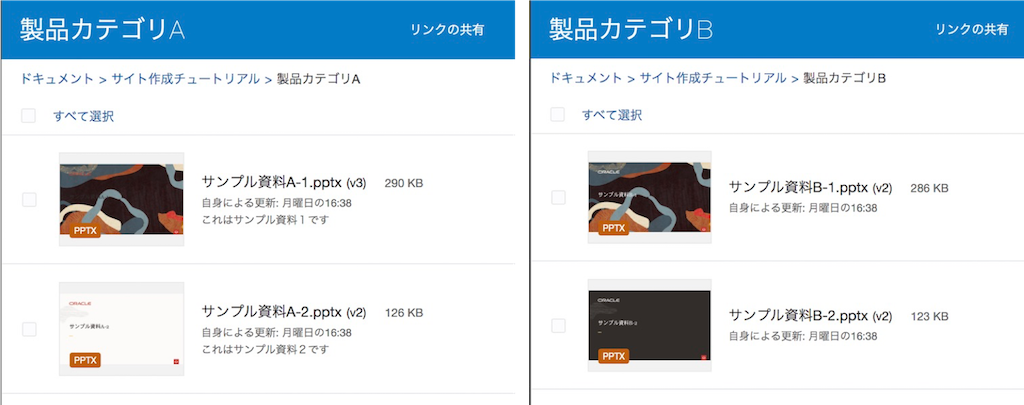 製品カテゴリA
リンクの共有
ドキュメント > サイト作成チュートリアル > 製品カテゴリA
すべて選択
PPTX
サンプル資料A-1.pptx (v3) 290 KB
自身による更新: 月曜日の16:38
これはサンプル資料1です
ORACLE
サンプル資料A-2
PPTX
サンプル資料A-2.pptx (v2) 126 KB
自身による更新: 月曜日の16:38
これはサンプル資料2です
製品カテゴリB
リンクの共有
ドキュメント > サイト作成チュートリアル > 製品カテゴリB
すべて選択
ORACLE
PPTX
サンプル資料B-1.pptx (v2) 286 KB
自身による更新: 月曜日の16:38
ORACLE
サンプル資料B-2
PPTX
サンプル資料B-2.pptx (v2) 123 KB
自身による更新: 月曜日の16:38